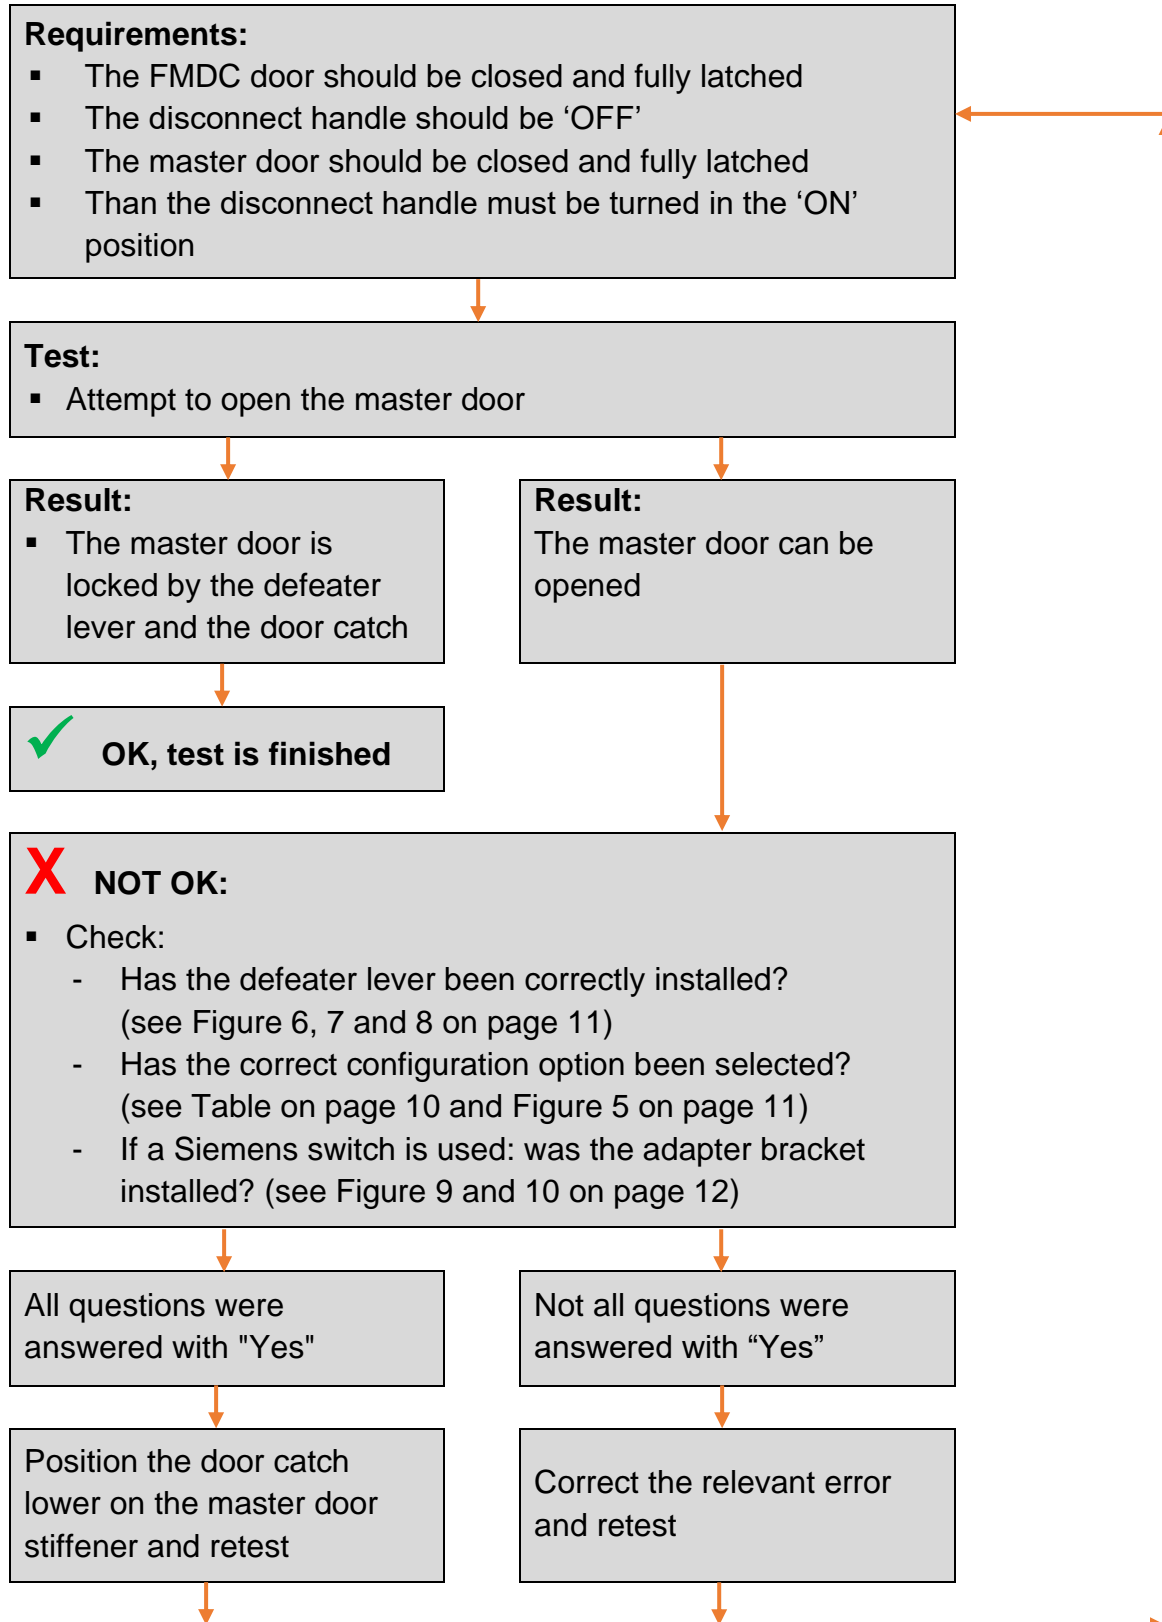 Requirements:
▪ The FMDC door should be closed and fully latched
▪ The disconnect handle should be ‘OFF’
▪ The master door should be closed and fully latched
▪ Than the disconnect handle must be turned in the ‘ON’
position
Test:
▪ Attempt to open the master door
Result:
▪ The master door is
locked by the defeater
lever and the door catch
Result:
The master door can be
opened
OK, test is finished
X NOT OK:
▪ Check:
- Has the defeater lever been correctly installed?
(see Figure 6, 7 and 8 on page 11)
- Has the correct configuration option been selected?
(see Table on page 10 and Figure 5 on page 11)
- If a Siemens switch is used: was the adapter bracket
installed? (see Figure 9 and 10 on page 12)
All questions were
answered with "Yes"
Not all questions were
answered with “Yes”
Position the door catch
lower on the master door
stiffener and retest
Correct the relevant error
and retest